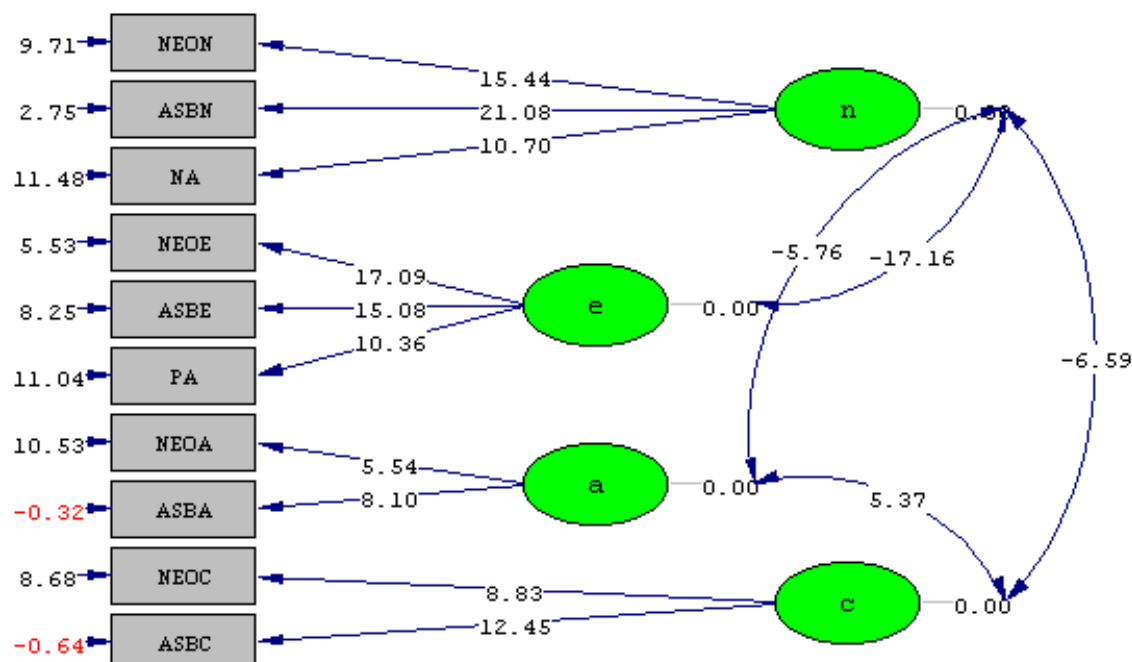 9.71 NEON
15.44
2.75 ASBN 21.08 n 0.00
10.70
11.48 NA
5.53 NEOE
-5.76 -17.16
17.09
8.25 ASBE 15.08 e 0.00
10.36
-6.59
11.04 PA
10.53 NEOA
5.54
a 0.00
8.10 5.37
-0.32 ASBA
8.68 NEOC
8.83
c 0.00
12.45
-0.64 ASBC